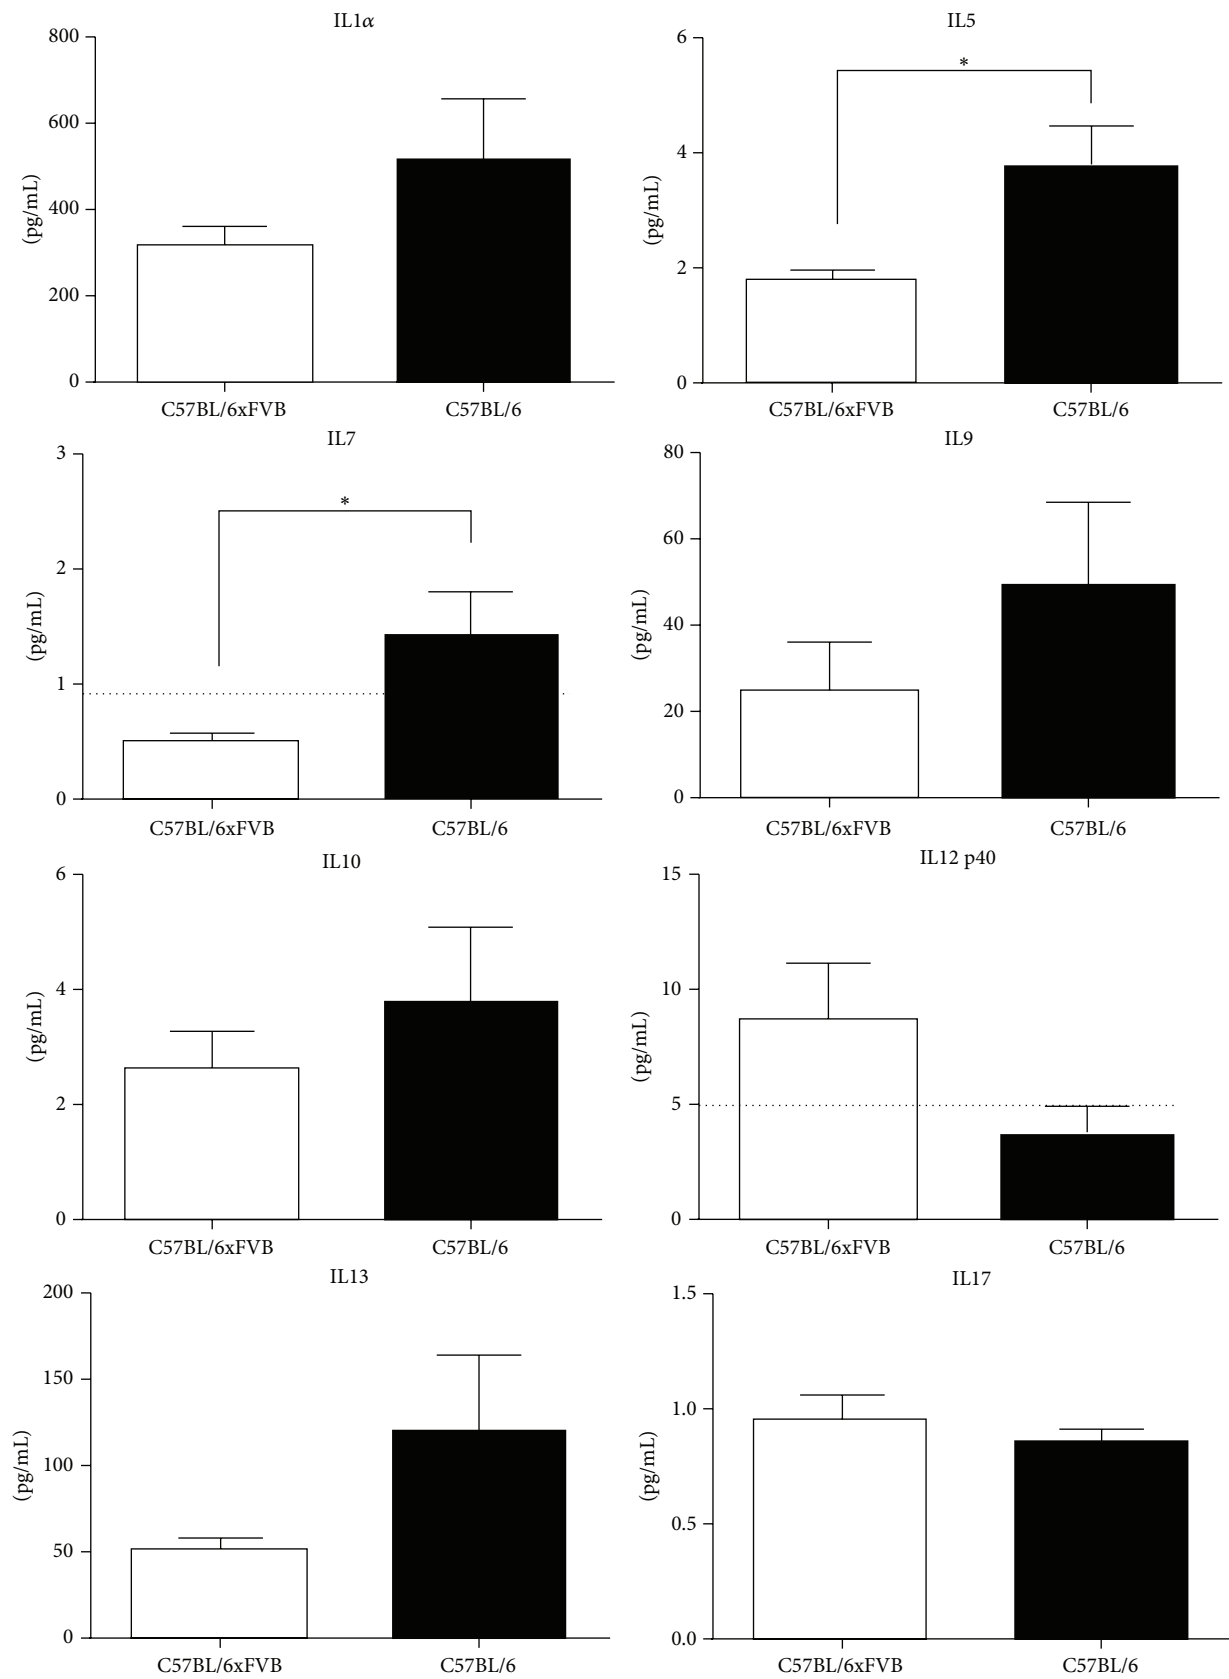 IL1α
800
600
400
200
0
(pg/mL)
C57BL/6xFVB
C57BL/6
IL5
6
4
2
0
(pg/mL)
*
C57BL/6xFVB
C57BL/6
IL7
3
2
1
0
(pg/mL)
*
C57BL/6xFVB
C57BL/6
IL9
80
60
40
20
0
(pg/mL)
C57BL/6xFVB
C57BL/6
IL10
6
4
2
0
(pg/mL)
C57BL/6xFVB
C57BL/6
IL12 p40
15
10
5
0
(pg/mL)
C57BL/6xFVB
C57BL/6
IL13
200
150
100
50
0
(pg/mL)
C57BL/6xFVB
C57BL/6
IL17
1.5
1.0
0.5
0.0
(pg/mL)
C57BL/6xFVB
C57BL/6